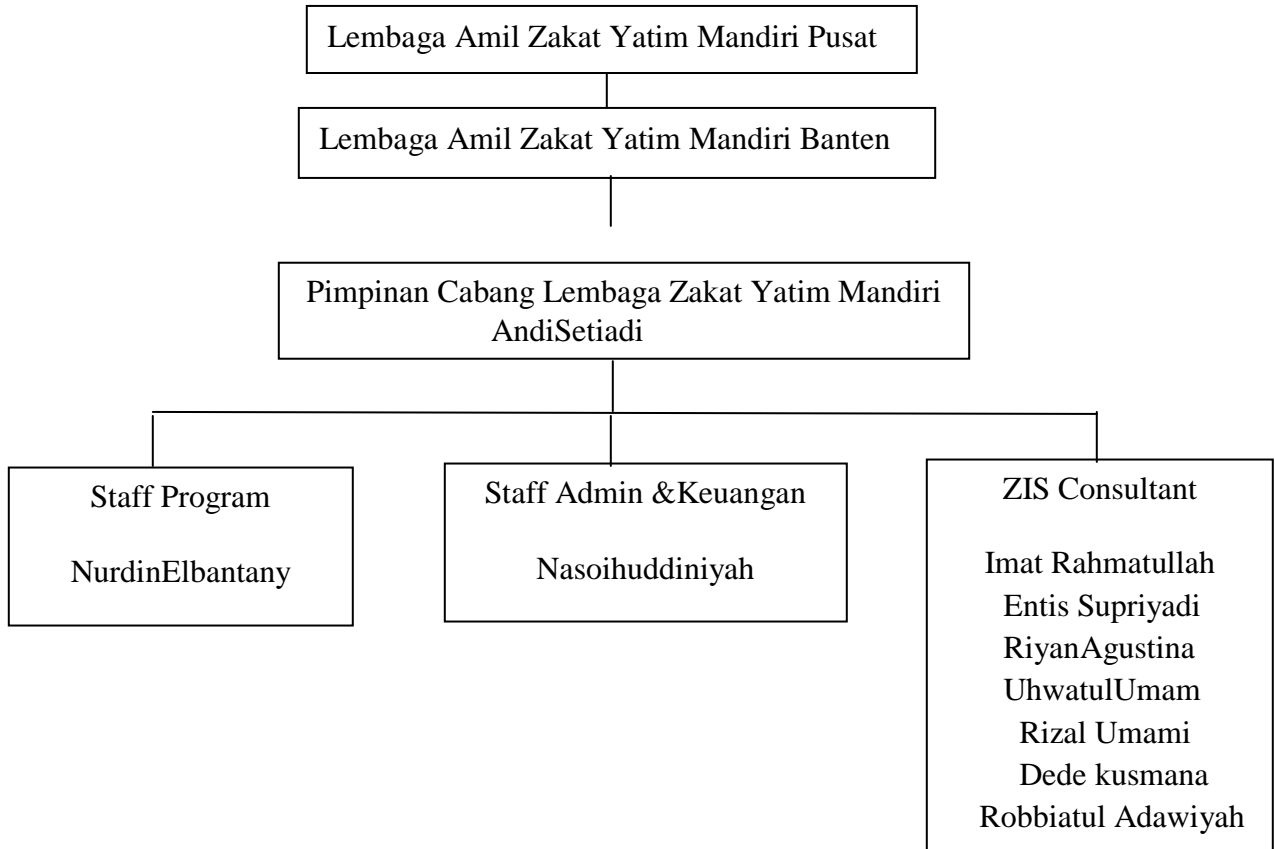 Lembaga Amil Zakat Yatim Mandiri Pusat
Lembaga Amil Zakat Yatim Mandiri Banten
Pimpinan Cabang Lembaga Zakat Yatim Mandiri
AndiSetiadi
Staff Program
NurdinElbantany
Staff Admin &Keuangan
Nasoihuddiniyah
ZIS Consultant
Imat Rahmatullah
Entis Supriyadi
RiyanAgustina
UhwatulUmam
Rizal Umami
Dede kusmana
Robbiatul Adawiyah